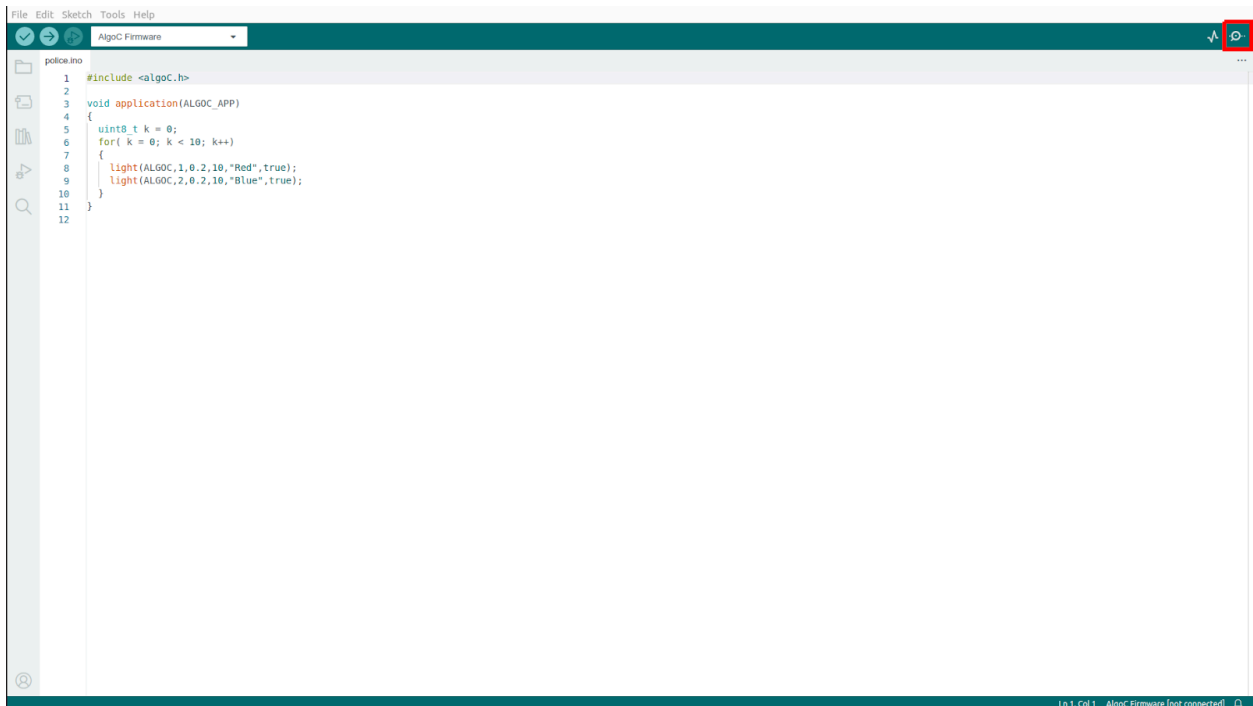 File Edit Sketch Tools Help
AlgoC Firmware
police.ino
...
1 #include <algoC.h>
2
3 void application(ALGOC_APP)
4 {
5 uint8_t k = 0;
6 for( k = 0; k < 10; k++)
7 {
8 light(ALGOC,1,0.2,10,"Red",true);
9 light(ALGOC,2,0.2,10,"Blue",true);
10 }
11 }
12
Ln 1, Col 1 AlgoC Firmware [not connected]